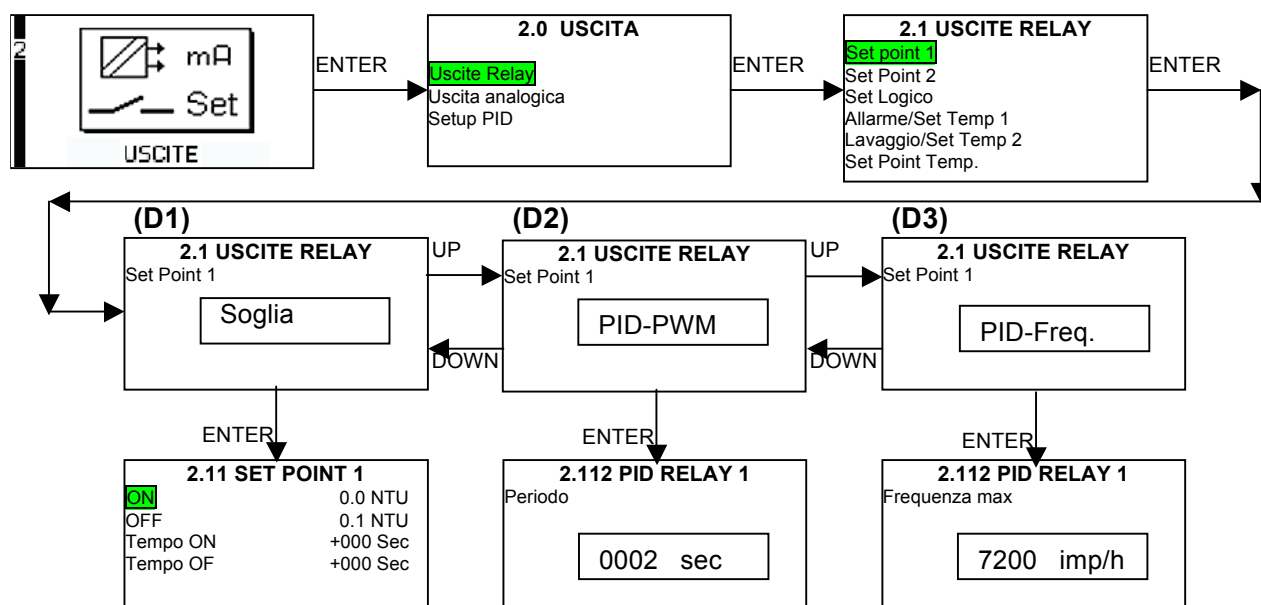 2
mA
Set
USCITE
ENTER
2.0 USCITA
Uscite Relay
Uscita analogica
Setup PID
ENTER
2.1 USCITE RELAY
Set point 1
Set Point 2
Set Logico
Allarme/Set Temp 1
Lavaggio/Set Temp 2
Set Point Temp.
ENTER
(D1)
2.1 USCITE RELAY
Set Point 1
Soglia
UP
DOWN
(D2)
2.1 USCITE RELAY
Set Point 1
PID-PWM
UP
DOWN
(D3)
2.1 USCITE RELAY
Set Point 1
PID-Freq.
ENTER
2.11 SET POINT 1
ON 0.0 NTU
OFF 0.1 NTU
Tempo ON +000 Sec
Tempo OF +000 Sec
ENTER
2.112 PID RELAY 1
Periodo
0002 sec
ENTER
2.112 PID RELAY 1
Frequenza max
7200 imp/h